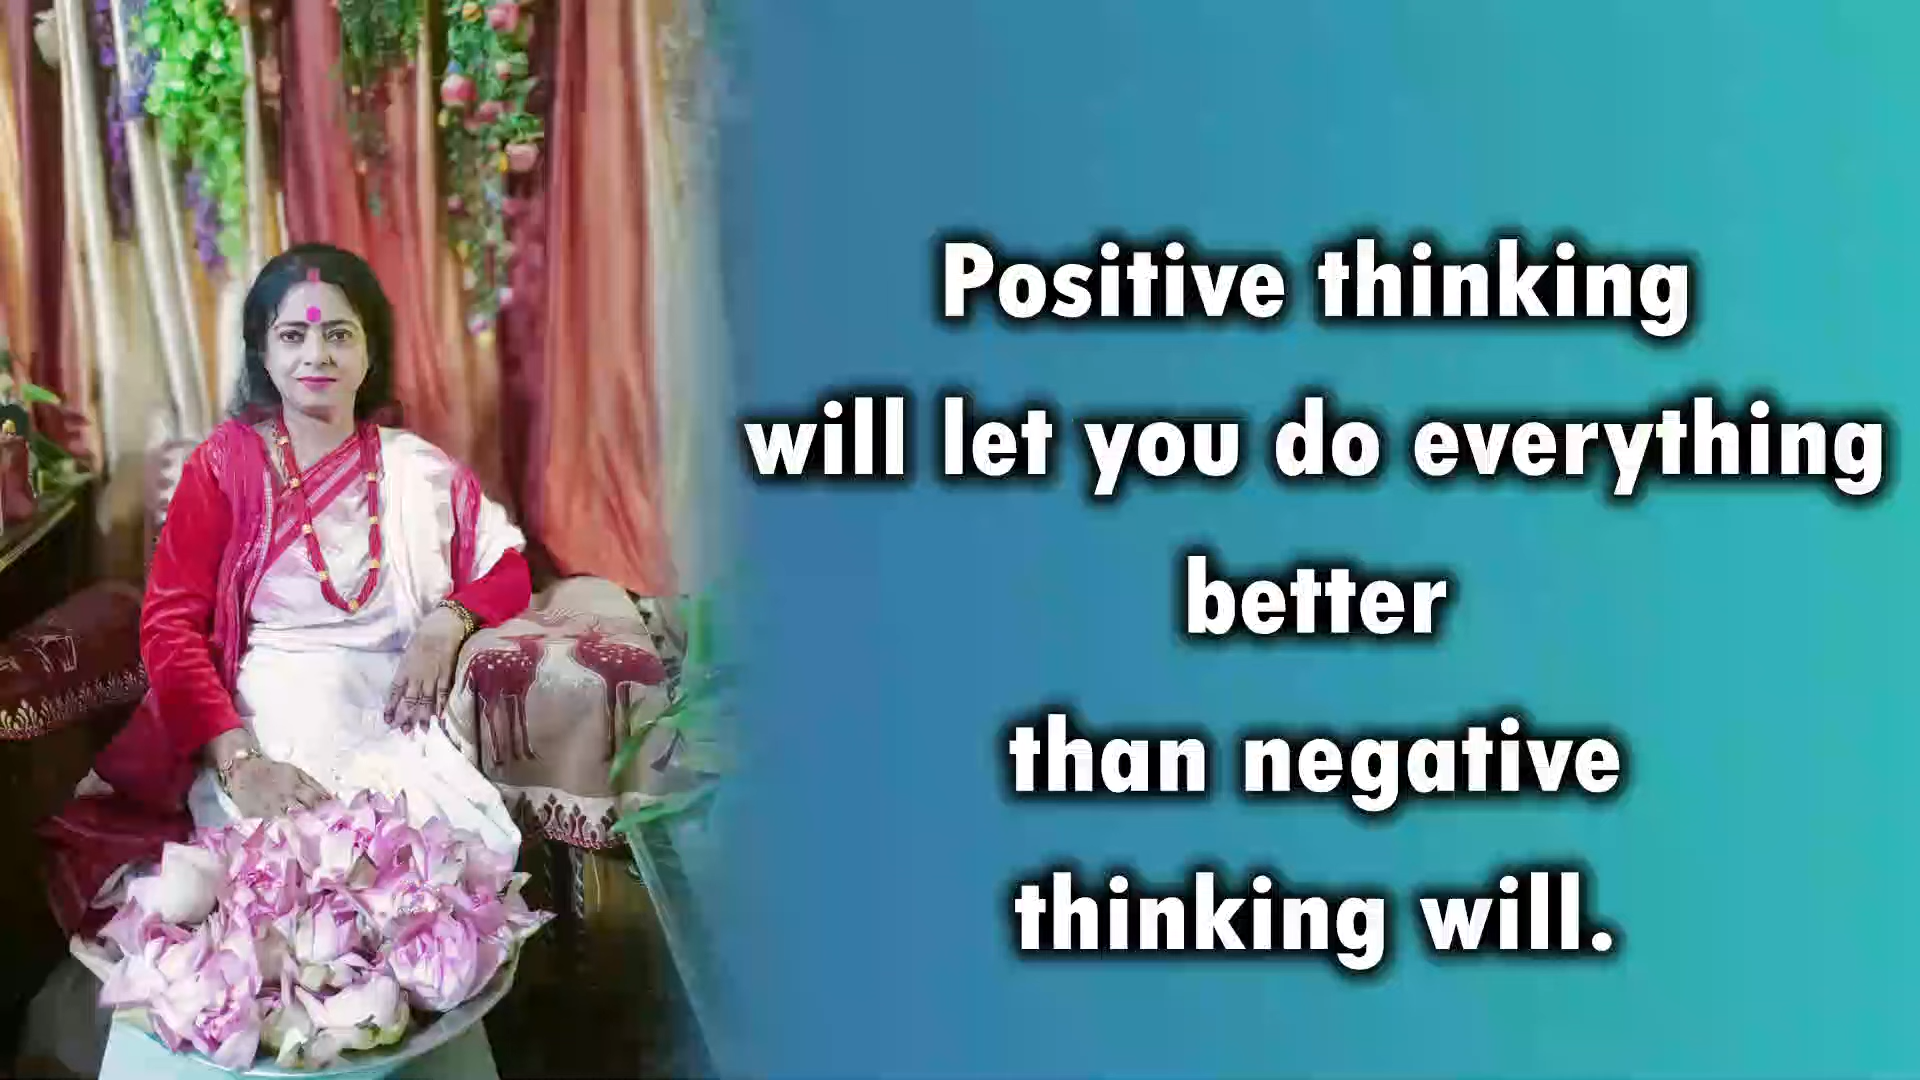 Positive thinking
will let you do everything
better
than negative
thinking will.